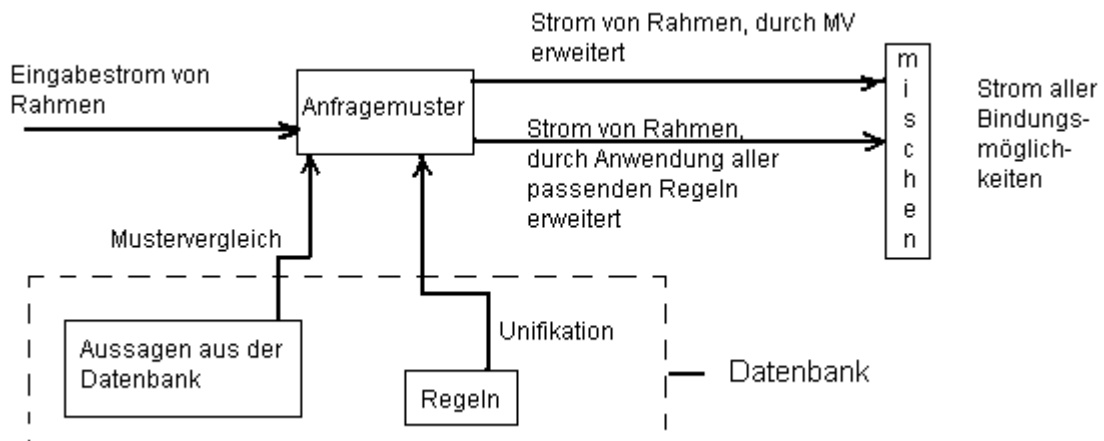 Eingabestrom von
Rahmen
Anfragemuster
Strom von Rahmen, durch MV
erweitert
Strom von Rahmen,
durch Anwendung aller
passenden Regeln
erweitert
m
i
s
c
h
e
n
Strom aller
Bindungs-
möglich-
keiten
Mustervergleich
Unifikation
Aussagen aus der
Datenbank
Regeln
Datenbank